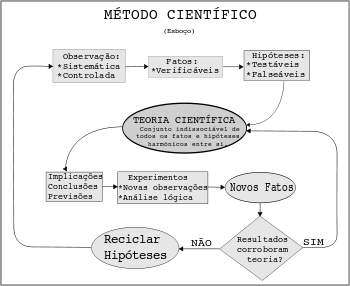 MÉTODO CIENTÍFICO
(Esboço)
Observação:
*Sistemática
*Controlada
Fatos:
*Verificáveis
Hipóteses:
*Testáveis
*Falseáveis
TEORIA CIENTÍFICA
Conjunto indissociável de
todos os fatos e hipóteses
harmônicos entre si.
Implicações
Conclusões
Previsões
Experimentos
*Novas observações
*Análise lógica
Novos Fatos
Resultados
corroboram
teoria?
NÃO
SIM
Reciclar
Hipóteses